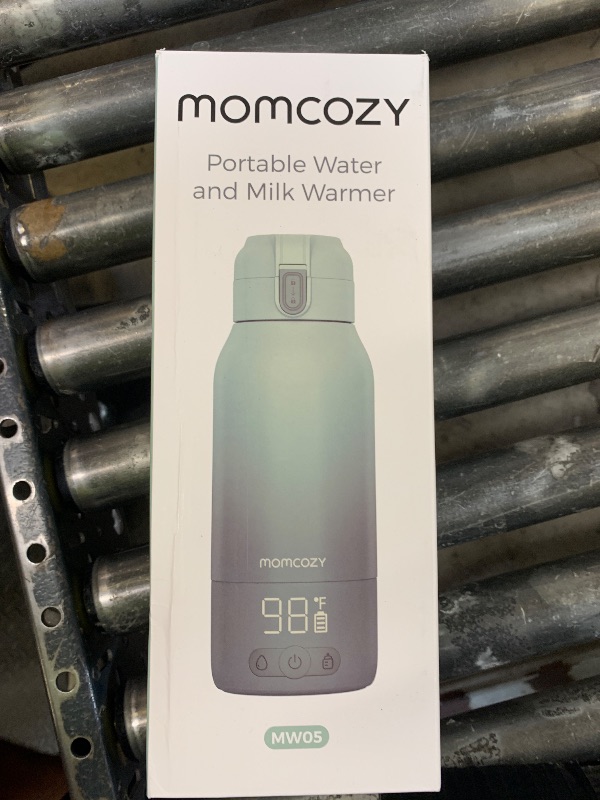 momcozy
Portable Water
and Milk Warmer
momcozy
98°F
MW05